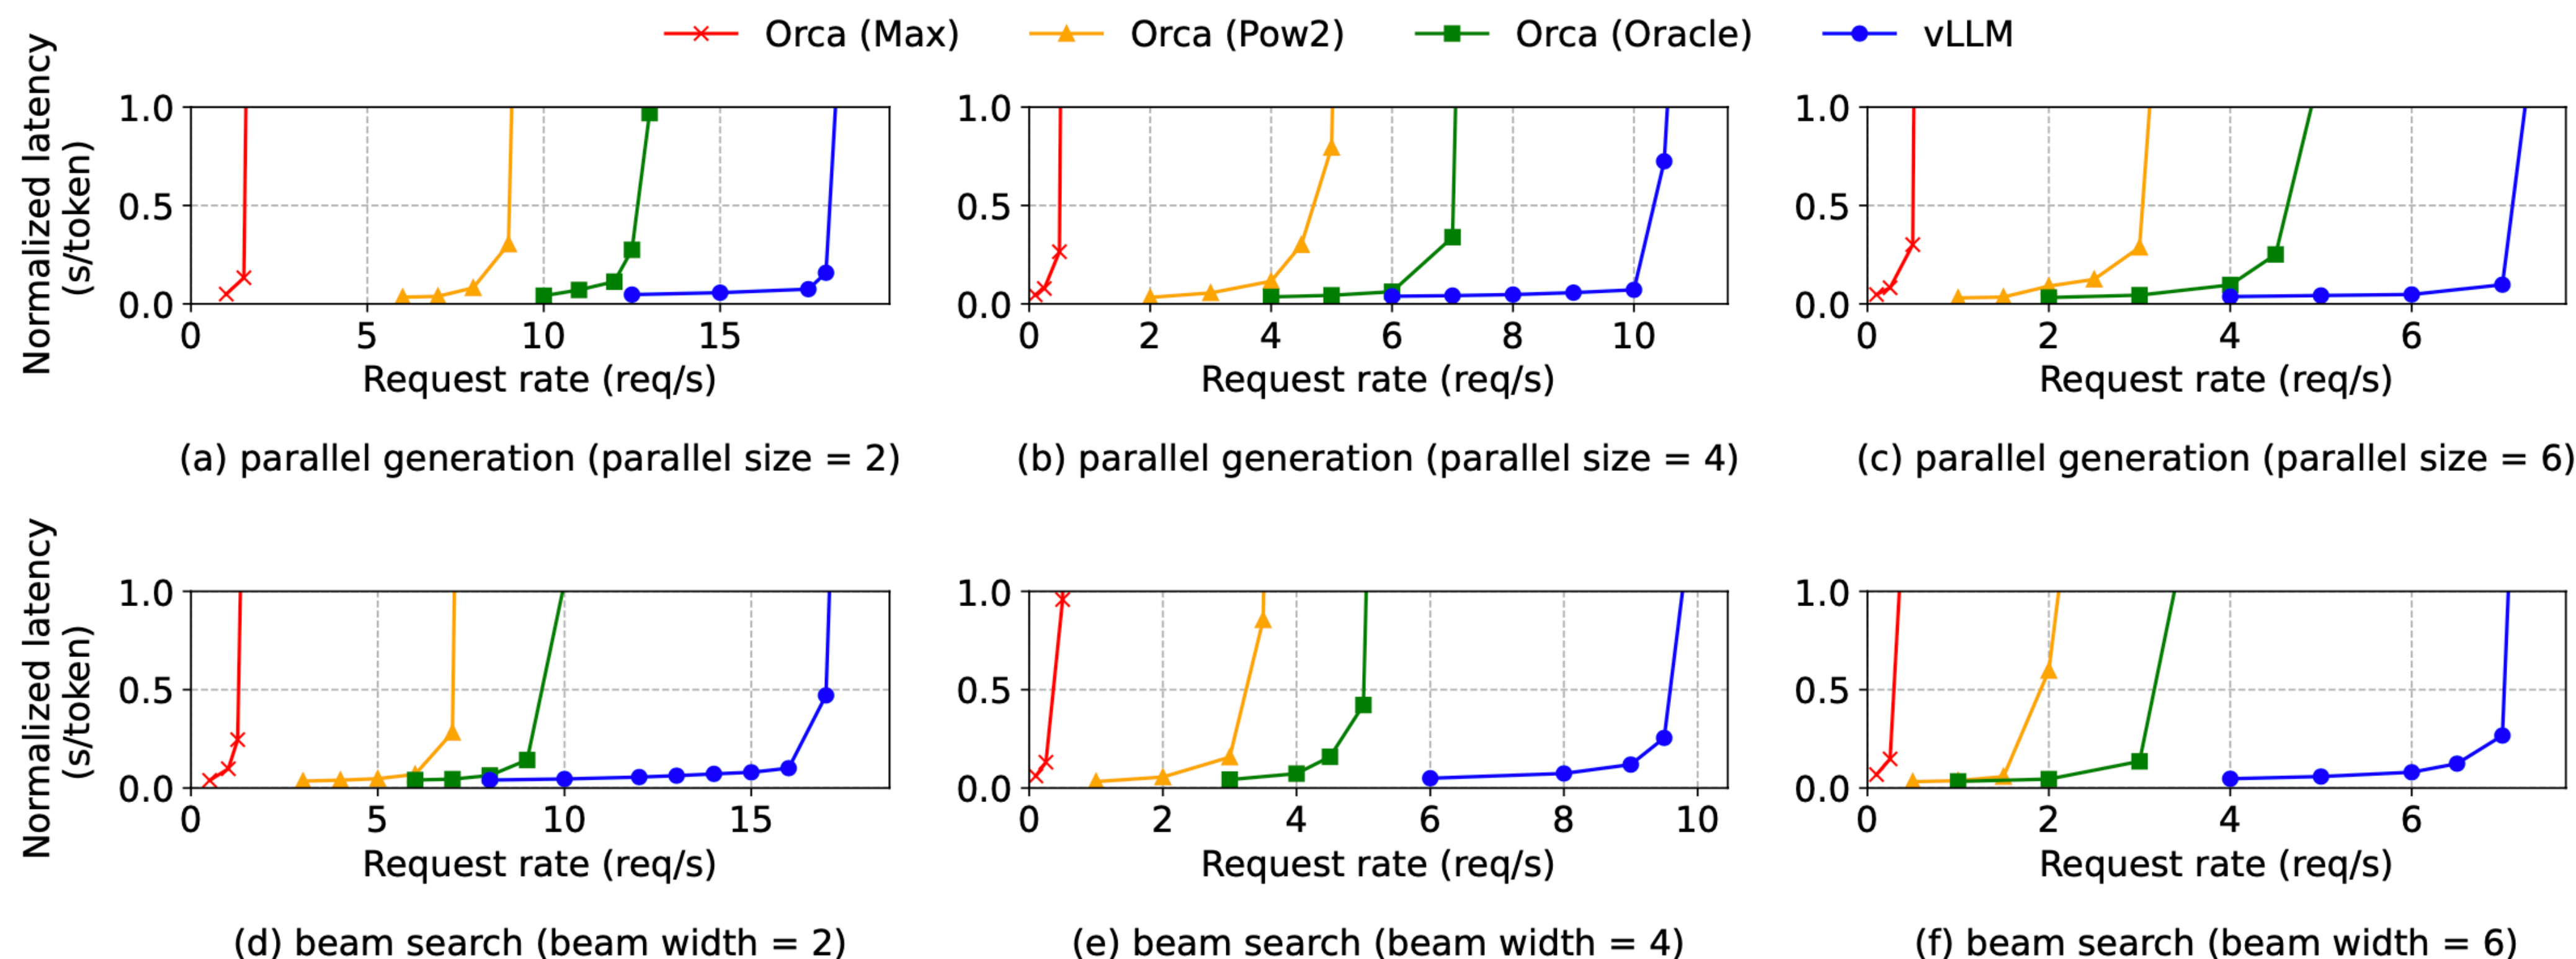 Orca (Max) Orca (Pow2) Orca (Oracle) vLLM
Normalized latency
(s/token)
1.0
0.5
0.0
0 5 10 15
Request rate (req/s)
(a) parallel generation (parallel size = 2)
1.0
0.5
0.0
0 2 4 6 8 10
Request rate (req/s)
(b) parallel generation (parallel size = 4)
1.0
0.5
0.0
0 2 4 6
Request rate (req/s)
(c) parallel generation (parallel size = 6)
Normalized latency
(s/token)
1.0
0.5
0.0
0 5 10 15
Request rate (req/s)
(d) beam search (beam width = 2)
1.0
0.5
0.0
0 2 4 6 8 10
Request rate (req/s)
(e) beam search (beam width = 4)
1.0
0.5
0.0
0 2 4 6
Request rate (req/s)
(f) beam search (beam width = 6)